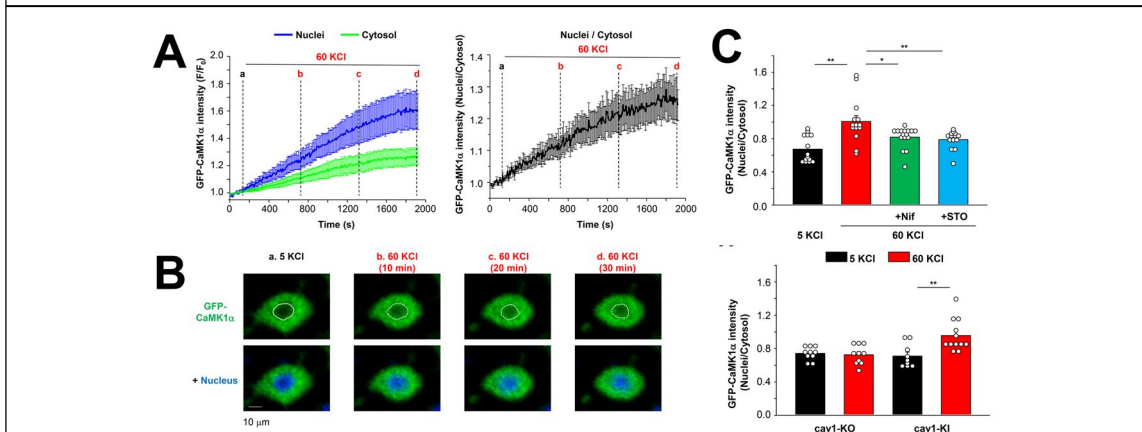 A
Nuclei
Cytosol
60 KCl
a b c d
GFP-CaMK1α intensity (F/F0)
2.0
1.8
1.6
1.4
1.2
1.0
0 400 800 1200 1600 2000
Time (s)
Nuclei / Cytosol
60 KCl
a b c d
GFP-CaMK1α intensity (Nuclei/Cytosol)
1.4
1.3
1.2
1.1
1.0
0 400 800 1200 1600 2000
Time (s)
B
a. 5 KCl
b. 60 KCl
(10 min)
c. 60 KCl
(20 min)
d. 60 KCl
(30 min)
GFP-
CaMK1α
+ Nucleus
10 μm
C
GFP-CaMK1α intensity
(Nuclei/Cytosol)
1.6
1.2
0.8
0.4
0.0
**
*
**
+Nif +STO
5 KCl 60 KCl
5 KCl
60 KCl
GFP-CaMK1α intensity
(Nuclei/Cytosol)
1.6
1.2
0.8
0.4
0.0
**
cav1-KO cav1-KI